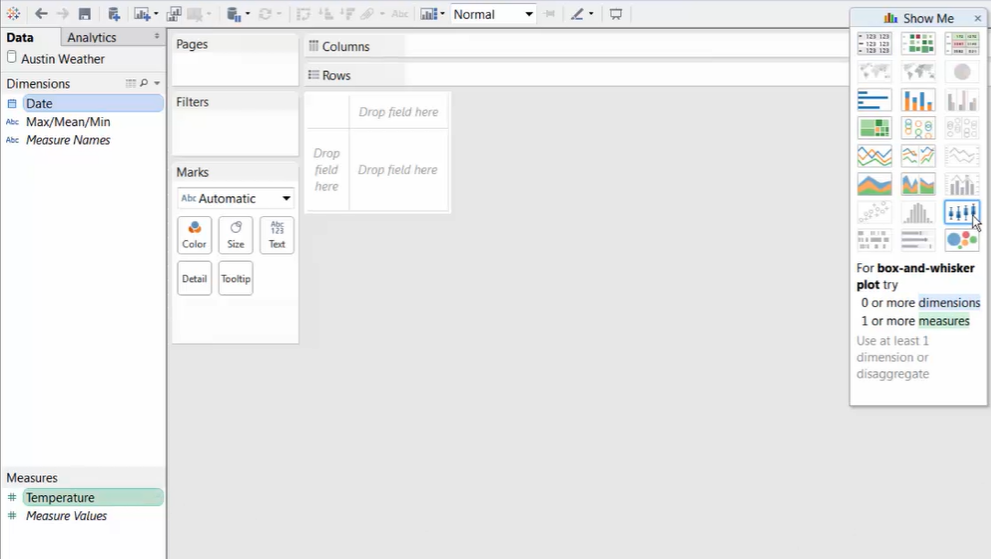 Normal
Show Me
Data
Analytics
Austin Weather
Dimensions
Date
Abc Max/Mean/Min
Abc Measure Names
Measures
# Temperature
# Measure Values
Pages
Filters
Marks
Abc Automatic
Color
Size
Abc
123
Text
Detail
Tooltip
Columns
Rows
Drop field here
Drop
field
here
Drop field here
For box-and-whisker
plot try
0 or more dimensions
1 or more measures
Use at least 1
dimension or
disaggregate